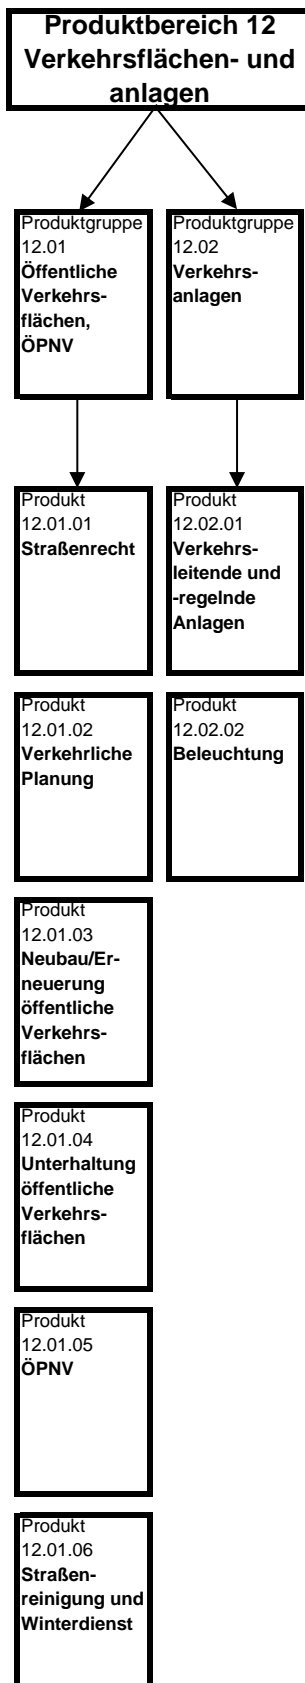 Produktbereich 12
Verkehrsflächen- und
anlagen
Produktgruppe
12.01
Öffentliche
Verkehrs-
flächen,
ÖPNV
Produktgruppe
12.02
Verkehrs-
anlagen
Produkt
12.01.01
Straßenrecht
Produkt
12.02.01
Verkehrs-
leitende und
-regelnde
Anlagen
Produkt
12.01.02
Verkehrliche
Planung
Produkt
12.02.02
Beleuchtung
Produkt
12.01.03
Neubau/Er-
neuerung
öffentliche
Verkehrs-
flächen
Produkt
12.01.04
Unterhaltung
öffentliche
Verkehrs-
flächen
Produkt
12.01.05
ÖPNV
Produkt
12.01.06
Straßen-
reinigung und
Winterdienst